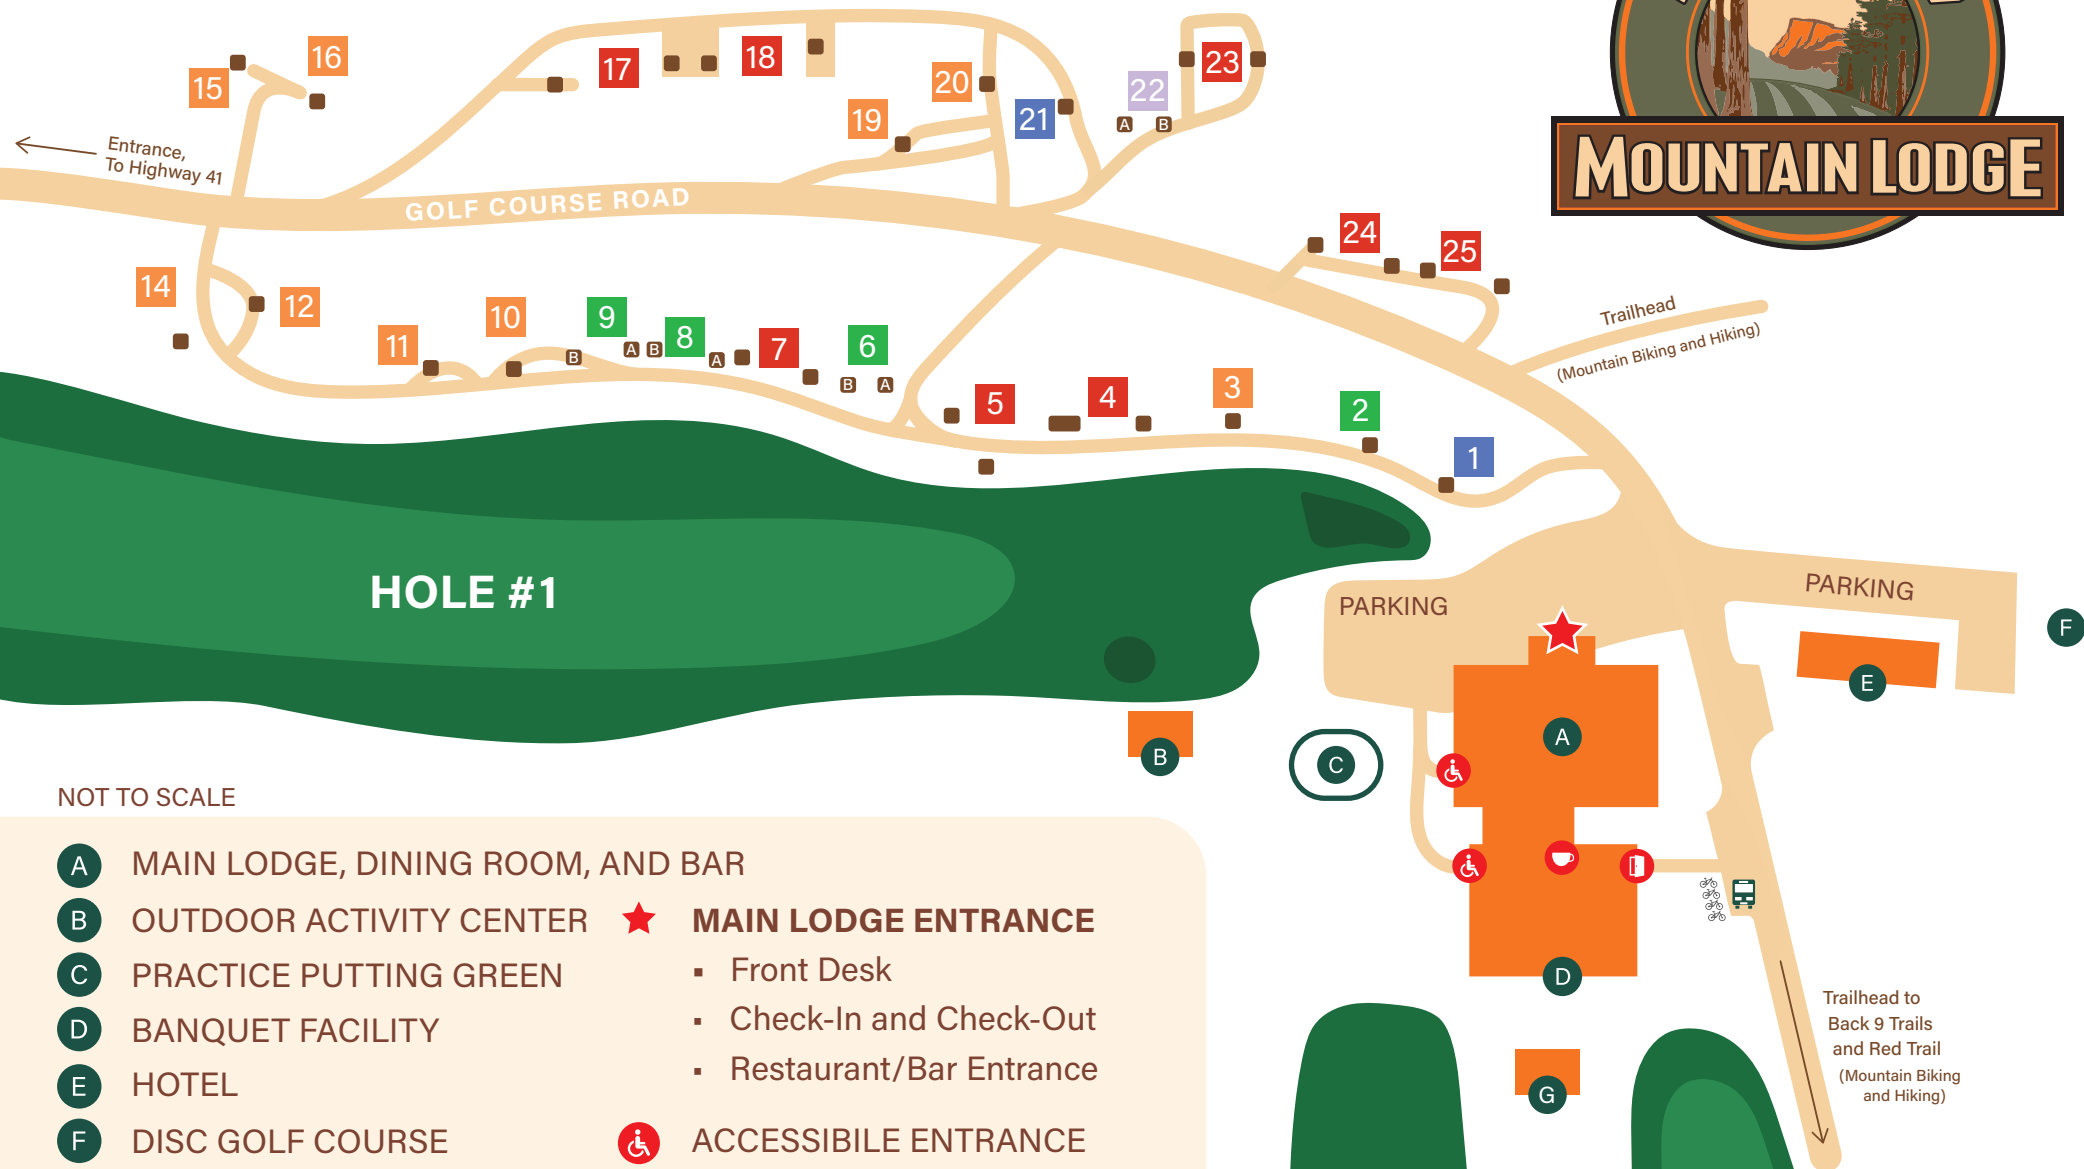 16
15
17
18
23
20
22
19
21
A
B
Entrance,
To Highway 41
MOUNTAIN LODGE
GOLF COURSE ROAD
24
25
14
12
Trailhead
(Mountain Biking and Hiking)
11
10
9
8
7
6
B
A
B
A
B
A
5
4
3
2
1
HOLE #1
PARKING
PARKING
F
E
A
B
C
D
G
Trailhead to
Back 9 Trails
and Red Trail
(Mountain Biking
and Hiking)
NOT TO SCALE
A MAIN LODGE, DINING ROOM, AND BAR
B OUTDOOR ACTIVITY CENTER
C PRACTICE PUTTING GREEN
D BANQUET FACILITY
E HOTEL
F DISC GOLF COURSE
MAIN LODGE ENTRANCE
▪ Front Desk
▪ Check-In and Check-Out
▪ Restaurant/Bar Entrance
ACCESSIBILE ENTRANCE